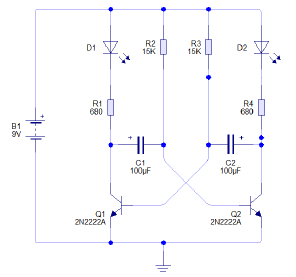 D1
R2
15K
R3
15K
D2
R1
680
R4
680
B1
9V
+
+
C1
100µF
+
C2
100µF
Q1
2N2222A
Q2
2N2222A